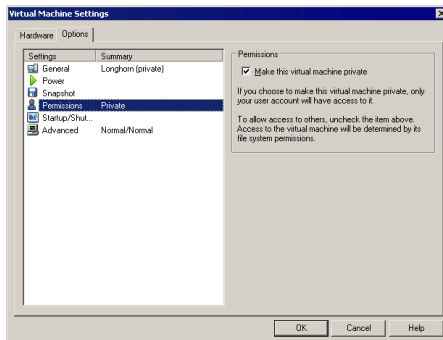 Virtual Machine Settings
Hardware Options
Settings Summary
General Longhorn (private)
Power
Snapshot
Permissions Private
Startup/Shut...
Advanced Normal/Normal
Permissions
Make this virtual machine private
If you choose to make this virtual machine private, only
your user account will have access to it.
To allow access to others, uncheck the item above.
Access to the virtual machine will be determined by its
file system permissions.
OK Cancel Help